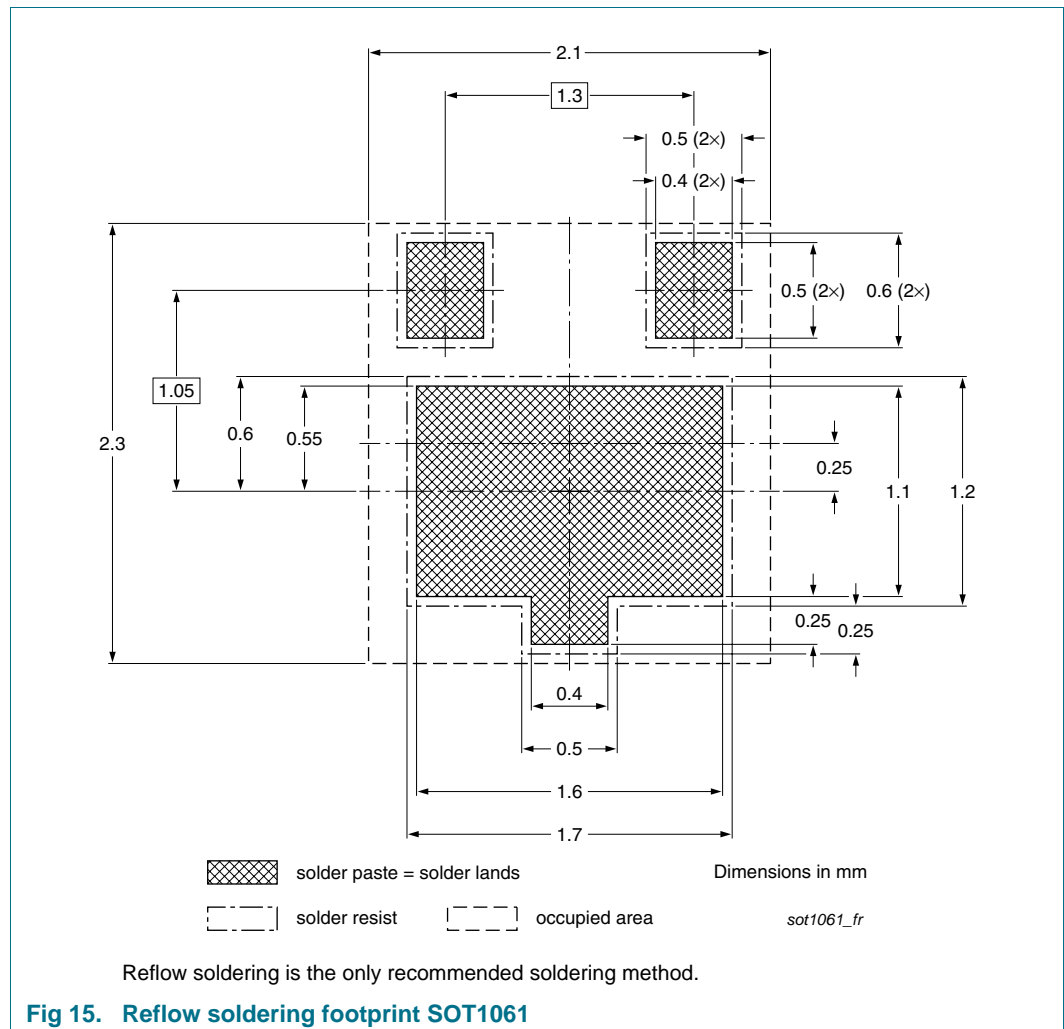 2.1
1.3
0.5 (2×)
0.4 (2×)
0.5 (2×)
0.6 (2×)
1.05
0.6
0.55
2.3
0.25
1.1
1.2
0.25
0.25
0.4
0.5
1.6
1.7
solder paste = solder lands
Dimensions in mm
solder resist
occupied area
sot1061_fr
Reflow soldering is the only recommended soldering method.
Fig 15. Reflow soldering footprint SOT1061